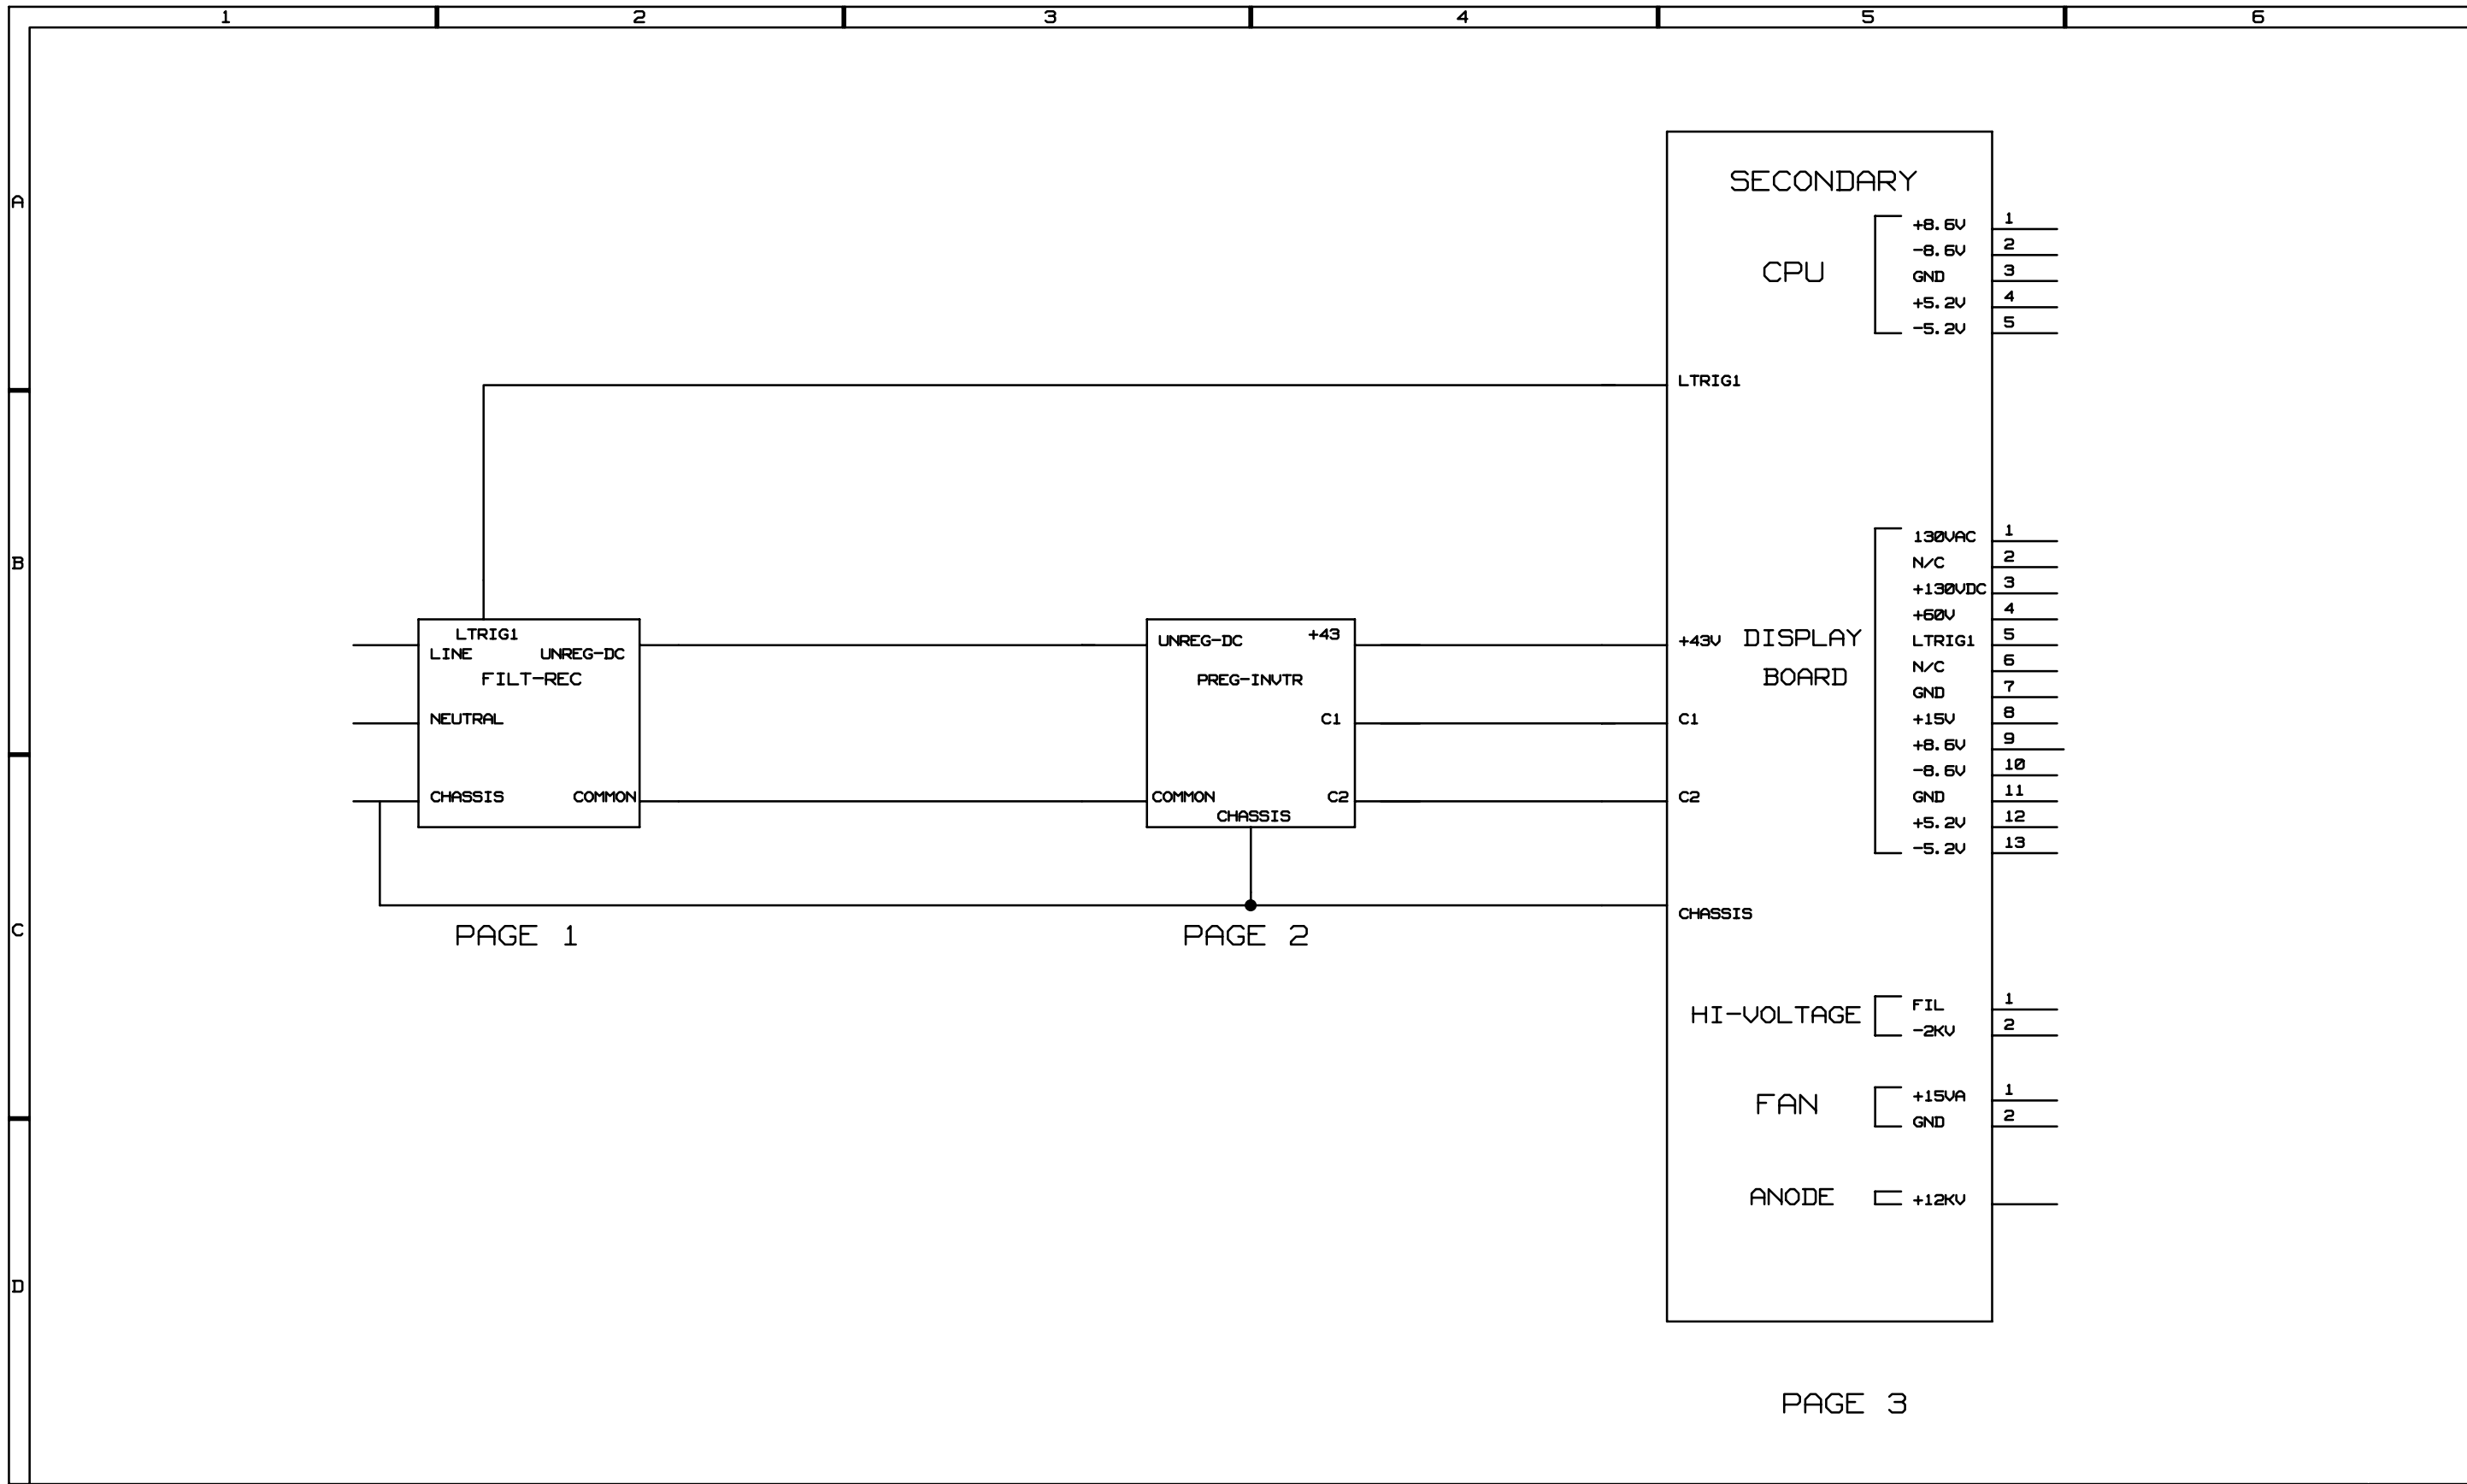 1 2 3 4 5 6
A
B
C
D
LTRIG1
LINE UNREG-DC
FILT-REC
NEUTRAL
CHASSIS COMMON
PAGE 1
UNREG-DC +43
PREG-INVTR
C1
COMMON C2
CHASSIS
PAGE 2
SECONDARY
CPU
+8.6V 1
-8.6V 2
GND 3
+5.2V 4
-5.2V 5
LTRIG1
+43V
C1
C2
CHASSIS
DISPLAY
BOARD
130VAC 1
N/C 2
+130VDC 3
+60V 4
LTRIG1 5
N/C 6
GND 7
+15V 8
+8.6V 9
-8.6V 10
GND 11
+5.2V 12
-5.2V 13
HI-VOLTAGE
FIL 1
-2KV 2
FAN
+15VA 1
GND 2
ANODE +12KV
PAGE 3